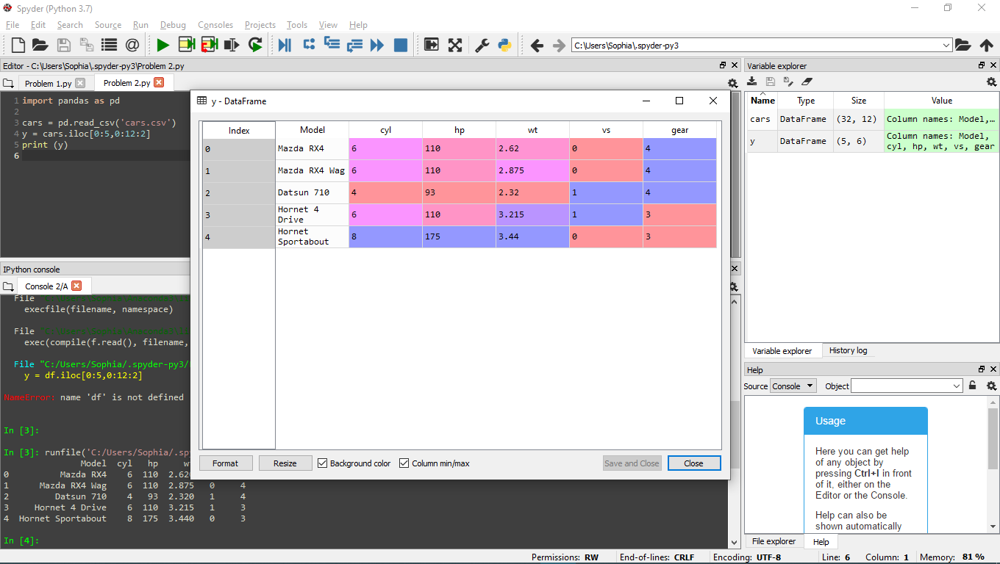 Spyder (Python 3.7)
File Edit Search Source Run Debug Consoles Projects Tools View Help
C:\Users\Sophia\.spyder-py3
Editor - C:\Users\Sophia\.spyder-py3\Problem 2.py
Problem 1.py Problem 2.py
1 import pandas as pd
2
3 cars = pd.read_csv('cars.csv')
4 y = cars.iloc[0:5,0:12:2]
5 print (y)
6
y - DataFrame
Index Model cyl hp wt vs gear
0 Mazda RX4 6 110 2.62 0 4
1 Mazda RX4 Wag 6 110 2.875 0 4
2 Datsun 710 4 93 2.32 1 4
3 Hornet 4 Drive 6 110 3.215 1 3
4 Hornet Sportabout 8 175 3.44 0 3
Format Resize Background color Column min/max Save and Close Close
Variable explorer
Name Type Size Value
cars DataFrame (32, 12) Column names: Model,...
y DataFrame (5, 6) Column names: Model,
cyl, hp, wt, vs, gear
Variable explorer History log
Help
Source Console Object
Usage
Here you can get help
of any object by
pressing Ctrl+I in front
of it, either on the
Editor or the Console.
Help can also be
shown automatically
File explorer Help
IPython console
Console 2/A
File
execfile(filename, namespace)
File
exec(compile(f.read(), filename,
File "C:/Users/Sophia/.spyder-py3/
y = df.iloc[0:5,0:12:2]
NameError: name 'df' is not defined
In [3]:
In [3]: runfile('C:/Users/Sophia/.spy
Model cyl hp
0 Mazda RX4 6 110 2.620
1 Mazda RX4 Wag 6 110 2.875 0 4
2 Datsun 710 4 93 2.320 1 4
3 Hornet 4 Drive 6 110 3.215 1 3
4 Hornet Sportabout 8 175 3.440 0 3
In [4]:
Permissions: RW End-of-lines: CRLF Encoding: UTF-8 Line: 6 Column: 1 Memory: 81 %